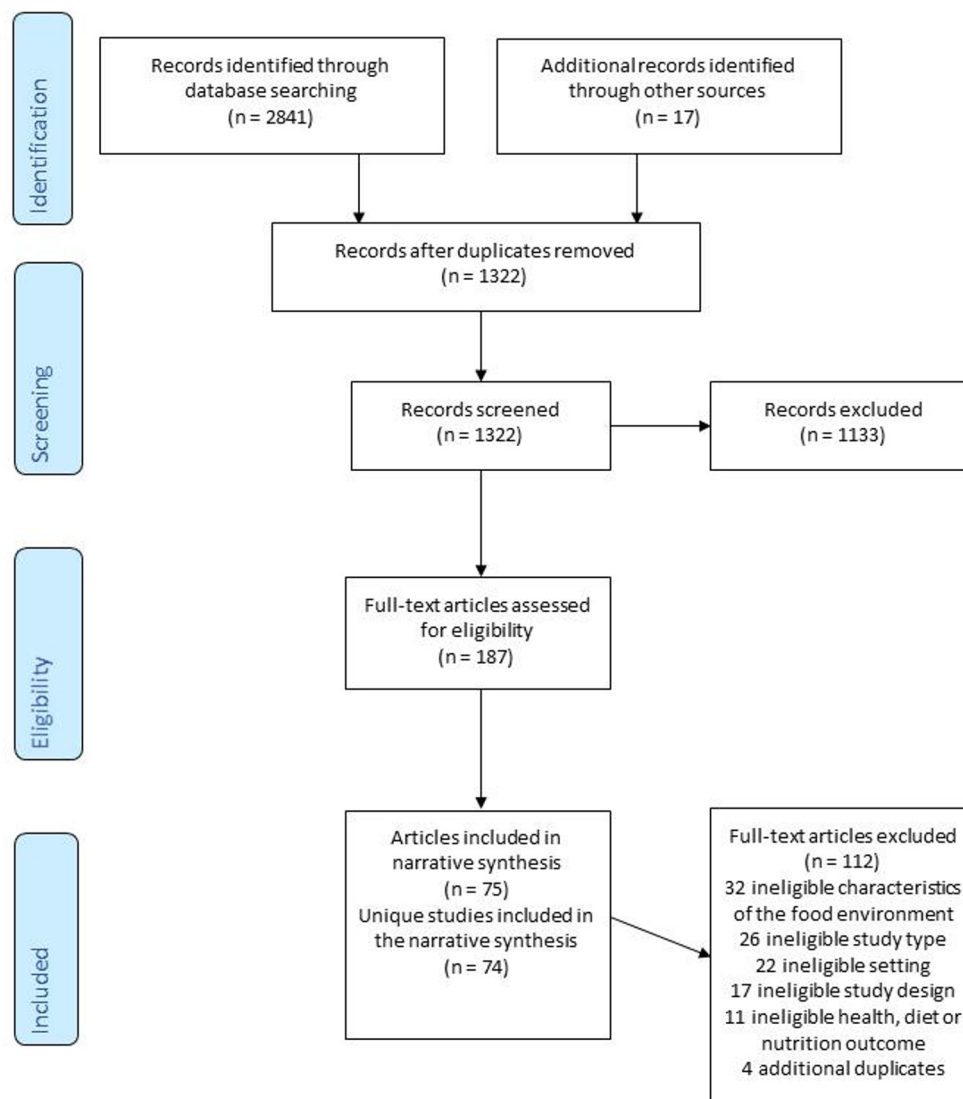 Identification
Records identified through
database searching
(n = 2841)
Additional records identified
through other sources
(n = 17)
Records after duplicates removed
(n = 1322)
Screening
Records screened
(n = 1322)
Records excluded
(n = 1133)
Eligibility
Full-text articles assessed
for eligibility
(n = 187)
Included
Articles included in
narrative synthesis
(n = 75)
Unique studies included in
the narrative synthesis
(n = 74)
Full-text articles excluded
(n = 112)
32 ineligible characteristics
of the food environment
26 ineligible study type
22 ineligible setting
17 ineligible study design
11 ineligible health, diet or
nutrition outcome
4 additional duplicates